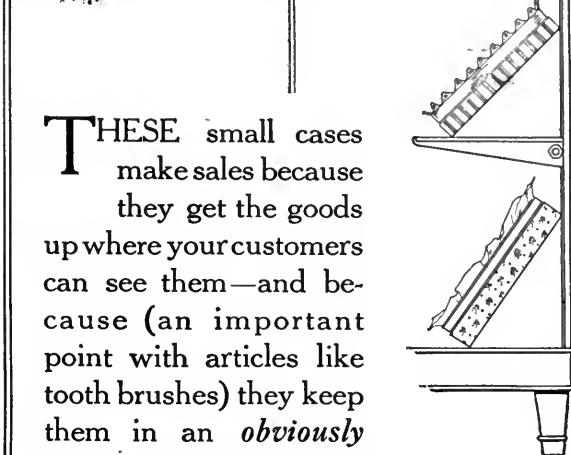 THESE small cases
make sales because
they get the goods
up where your customers
can see them—and be-
cause (an important
point with articles like
tooth brushes) they keep
them in an obviously